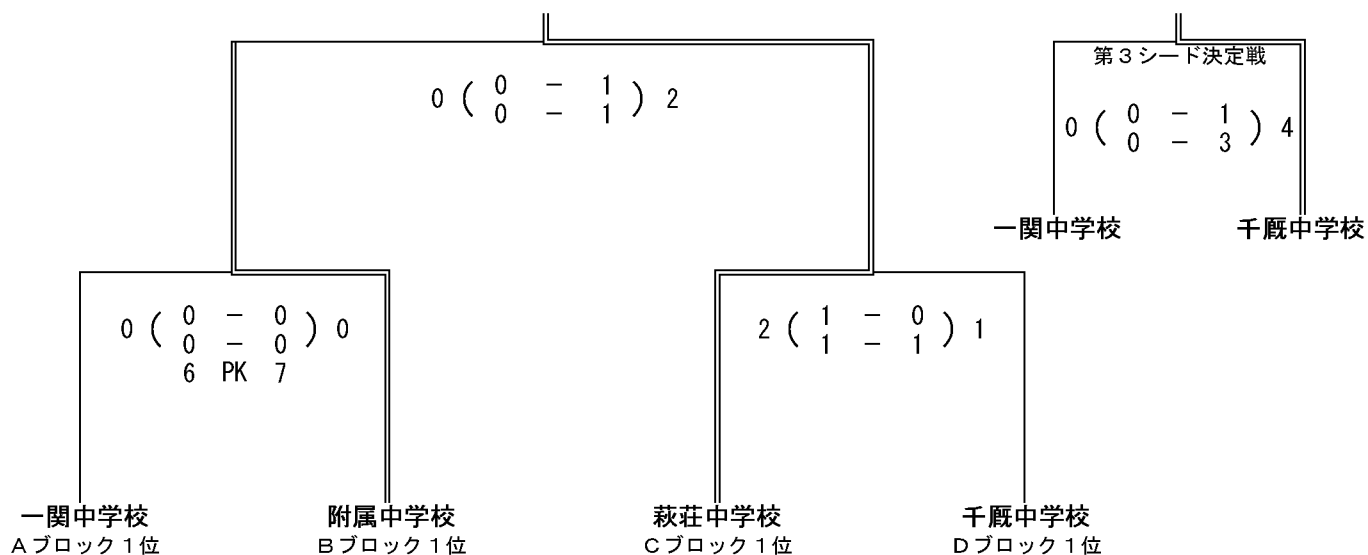 第３シード決定戦
0 ( 0 － 1 ) 2
0 － 1
0 ( 0 － 1 ) 4
0 － 3
一関中学校 千厩中学校
0 ( 0 － 0 ) 0
0 － 0
6 PK 7
2 ( 1 － 0 ) 1
1 － 1
一関中学校 附属中学校 萩荘中学校 千厩中学校
Ａブロック１位 Ｂブロック１位 Ｃブロック１位 Ｄブロック１位